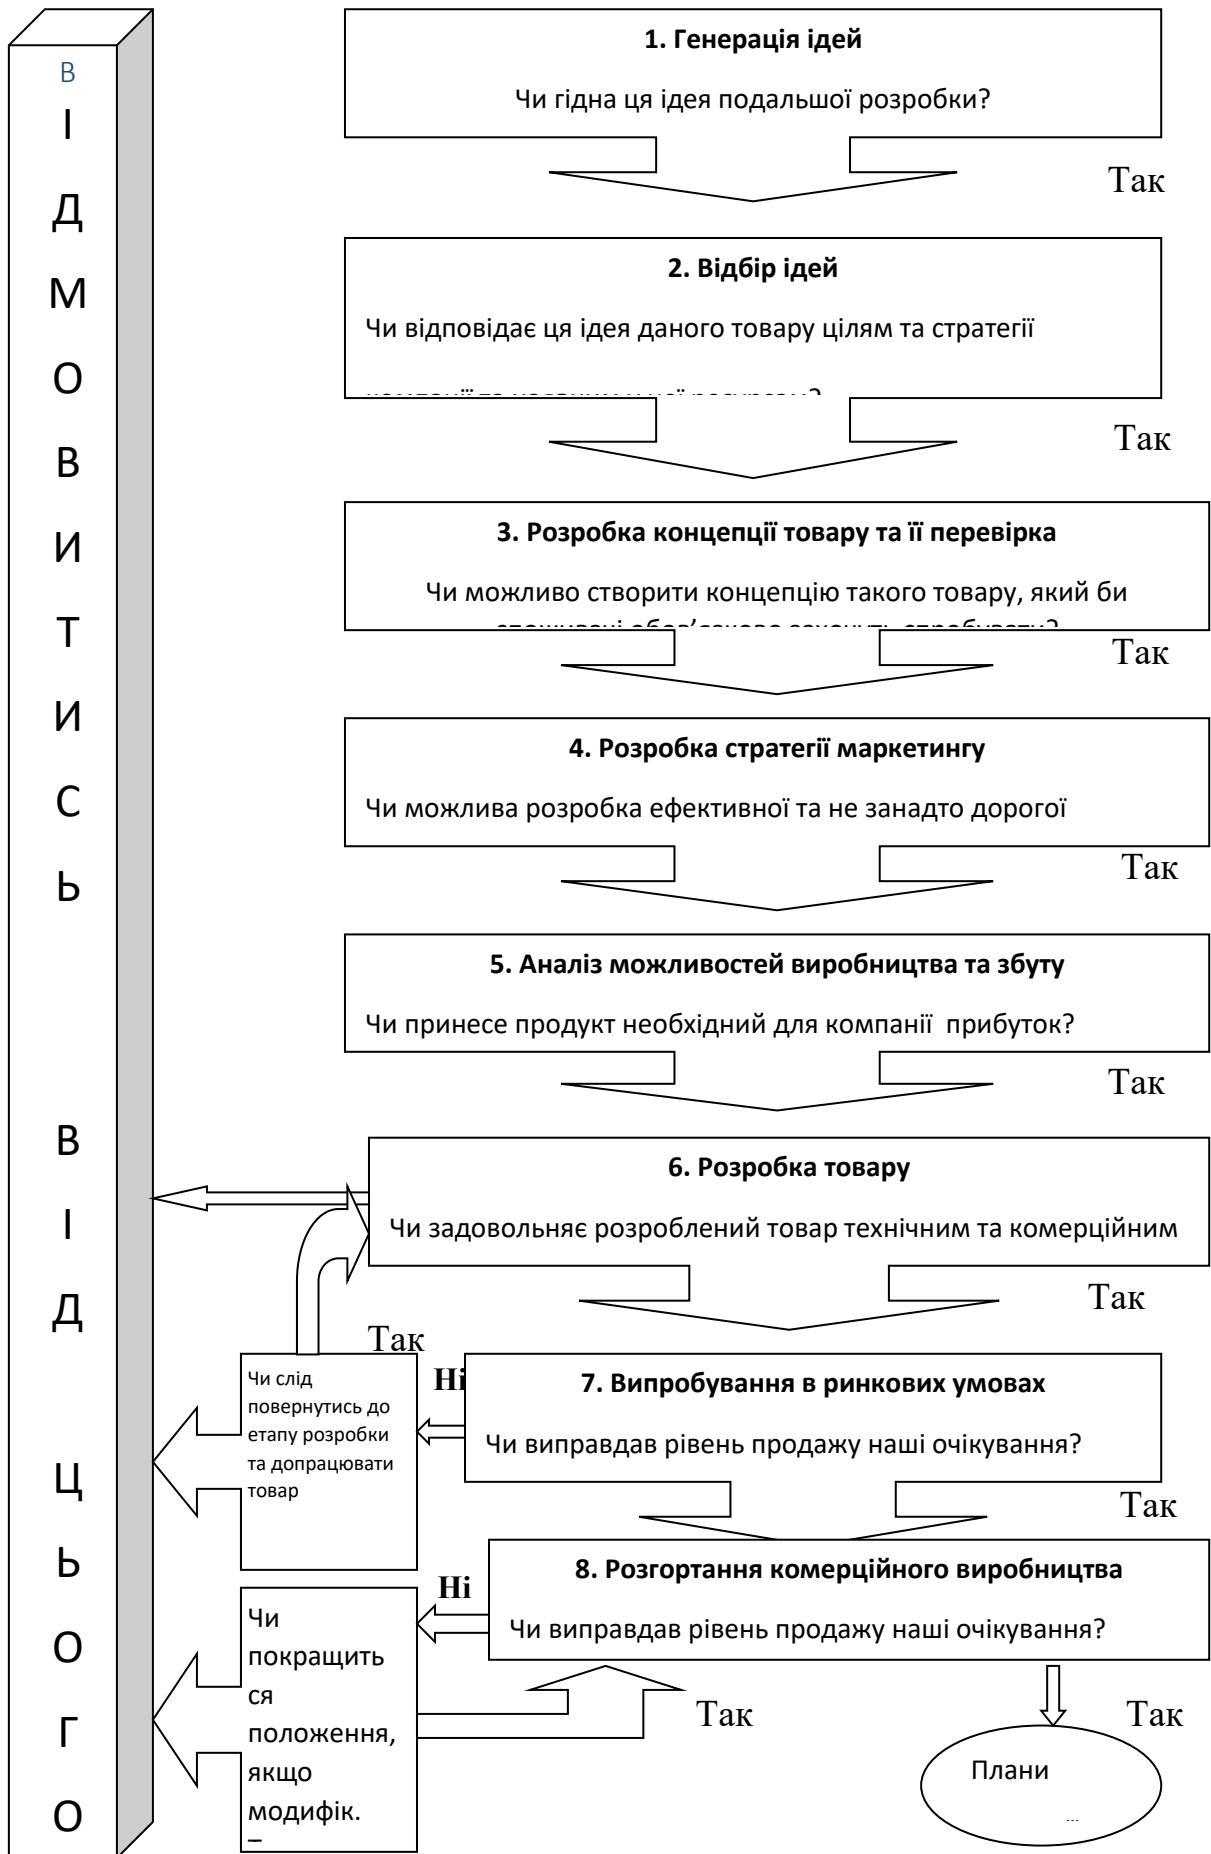 В
І
Д
М
О
В
И
Т
И
С
Ь
В
І
Д
Ц
Ь
О
Г
О
1. Генерація ідей
Чи гідна ця ідея подальшої розробки?
Так
2. Відбір ідей
Чи відповідає ця ідея даного товару цілям та стратегії
Так
3. Розробка концепції товару та її перевірка
Чи можливо створити концепцію такого товару, який би
споживачі обов’язково захочуть спробувати?
Так
4. Розробка стратегії маркетингу
Чи можлива розробка ефективної та не занадто дорогої
Так
5. Аналіз можливостей виробництва та збуту
Чи принесе продукт необхідний для компанії прибуток?
Так
6. Розробка товару
Чи задовольняє розроблений товар технічним та комерційним
Так
Так
Чи слід
повернутись до
етапу розробки
та допрацювати
товар
Ні
7. Випробування в ринкових умовах
Чи виправдав рівень продажу наші очікування?
Так
8. Розгортання комерційного виробництва
Чи виправдав рівень продажу наші очікування?
Ні
Чи
покращить
ся
положення,
якщо
модифік.
Так
Так
Плани